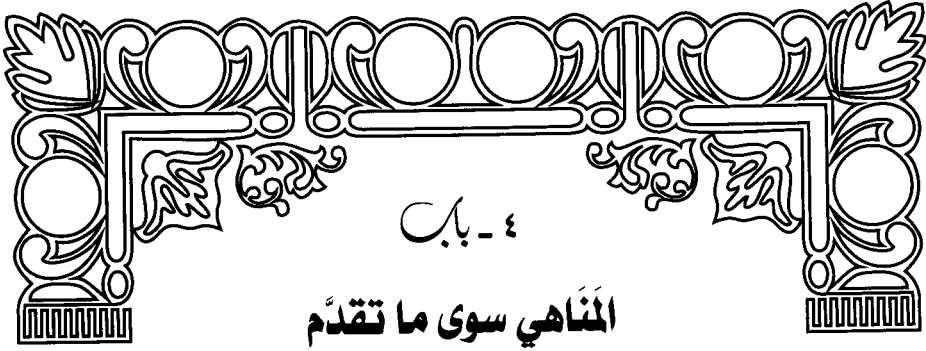 ٤ ـ باب
المَنَاهي سوى ما تقدَّم